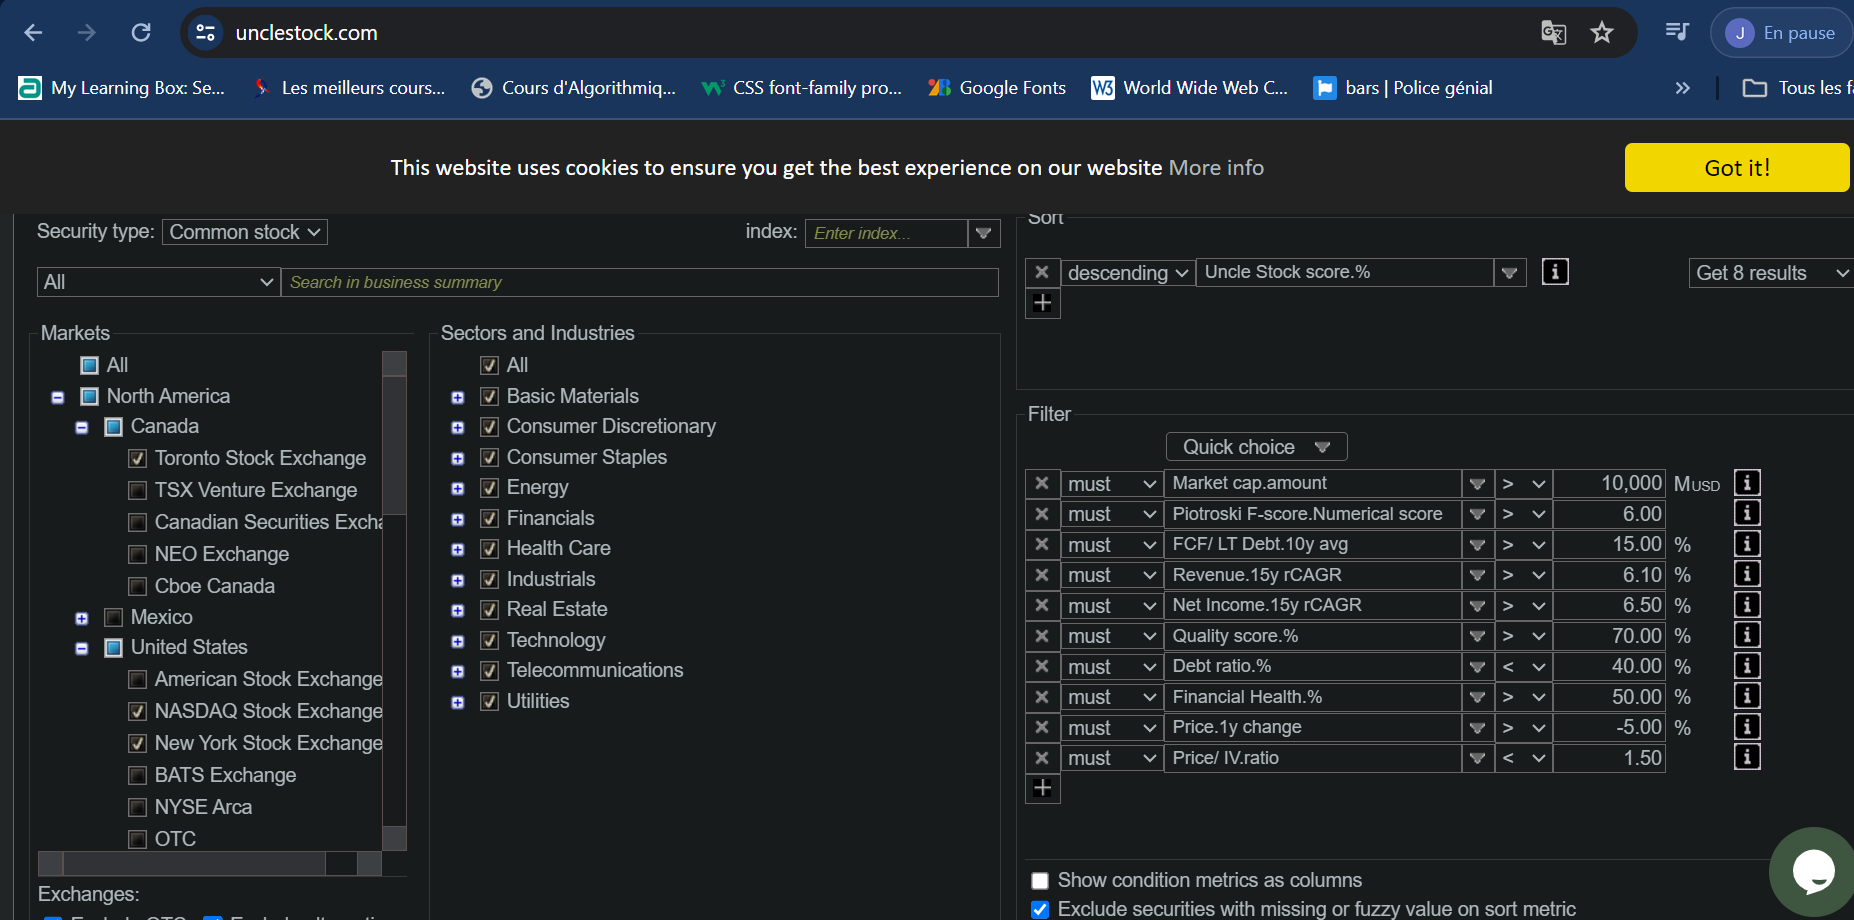 unclestock.com
J En pause
My Learning Box: Se...
Les meilleurs cours...
Cours d'Algorithmiq...
CSS font-family pro...
Google Fonts
W3 World Wide Web C...
bars | Police génial
» Tous les f
This website uses cookies to ensure you get the best experience on our website More info
Got it!
Security type: Common stock
index: Enter index...
All
Search in business summary
Markets
All
North America
Canada
Toronto Stock Exchange
TSX Venture Exchange
Canadian Securities Excha
NEO Exchange
Cboe Canada
Mexico
United States
American Stock Exchange
NASDAQ Stock Exchange
New York Stock Exchange
BATS Exchange
NYSE Arca
OTC
Exchanges:
Sectors and Industries
All
Basic Materials
Consumer Discretionary
Consumer Staples
Energy
Financials
Health Care
Industrials
Real Estate
Technology
Telecommunications
Utilities
Sort
descending Uncle Stock score.%
Get 8 results
Filter
Quick choice
must Market cap.amount > 10,000 MUSD
must Piotroski F-score.Numerical score > 6.00
must FCF/ LT Debt.10y avg > 15.00 %
must Revenue.15y rCAGR > 6.10 %
must Net Income.15y rCAGR > 6.50 %
must Quality score.% > 70.00 %
must Debt ratio.% < 40.00 %
must Financial Health.% > 50.00 %
must Price.1y change > -5.00 %
must Price/ IV.ratio < 1.50
Show condition metrics as columns
Exclude securities with missing or fuzzy value on sort metric